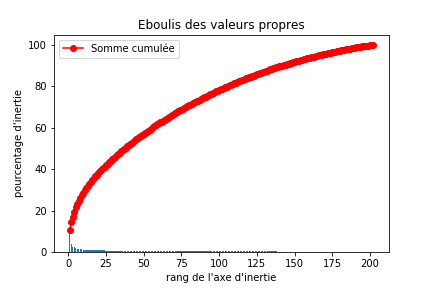 Eboulis des valeurs propres
Somme cumulée
pourcentage d'inertie
100
80
60
40
20
0
0 25 50 75 100 125 150 175 200
rang de l'axe d'inertie